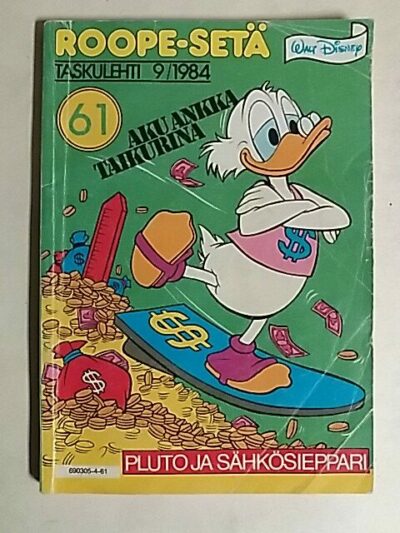 ROOPE-SETÄ
WALT DISNEY
TASKULEHTI 9/1984
61
AKU ANKKA
TAIKURINA
$
$$
$
PLUTO JA SÄHKÖSIEPPARI
690305-4-61